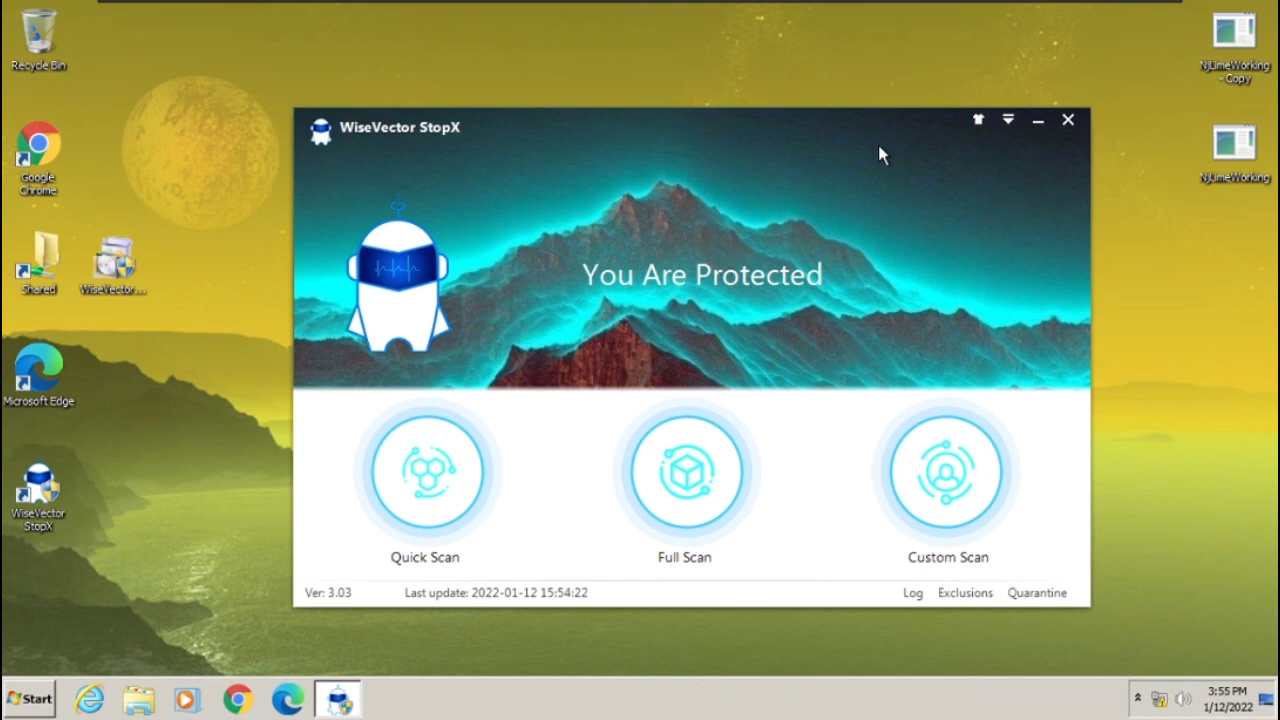 Recycle Bin
NjLimeWorking
- Copy
Google
Chrome
NjLimeWorking
Shared
WiseVector...
Microsoft Edge
WiseVector
StopX
WiseVector StopX
You Are Protected
Quick Scan
Full Scan
Custom Scan
Ver: 3.03
Last update: 2022-01-12 15:54:22
Log
Exclusions
Quarantine
Start
3:55 PM
1/12/2022